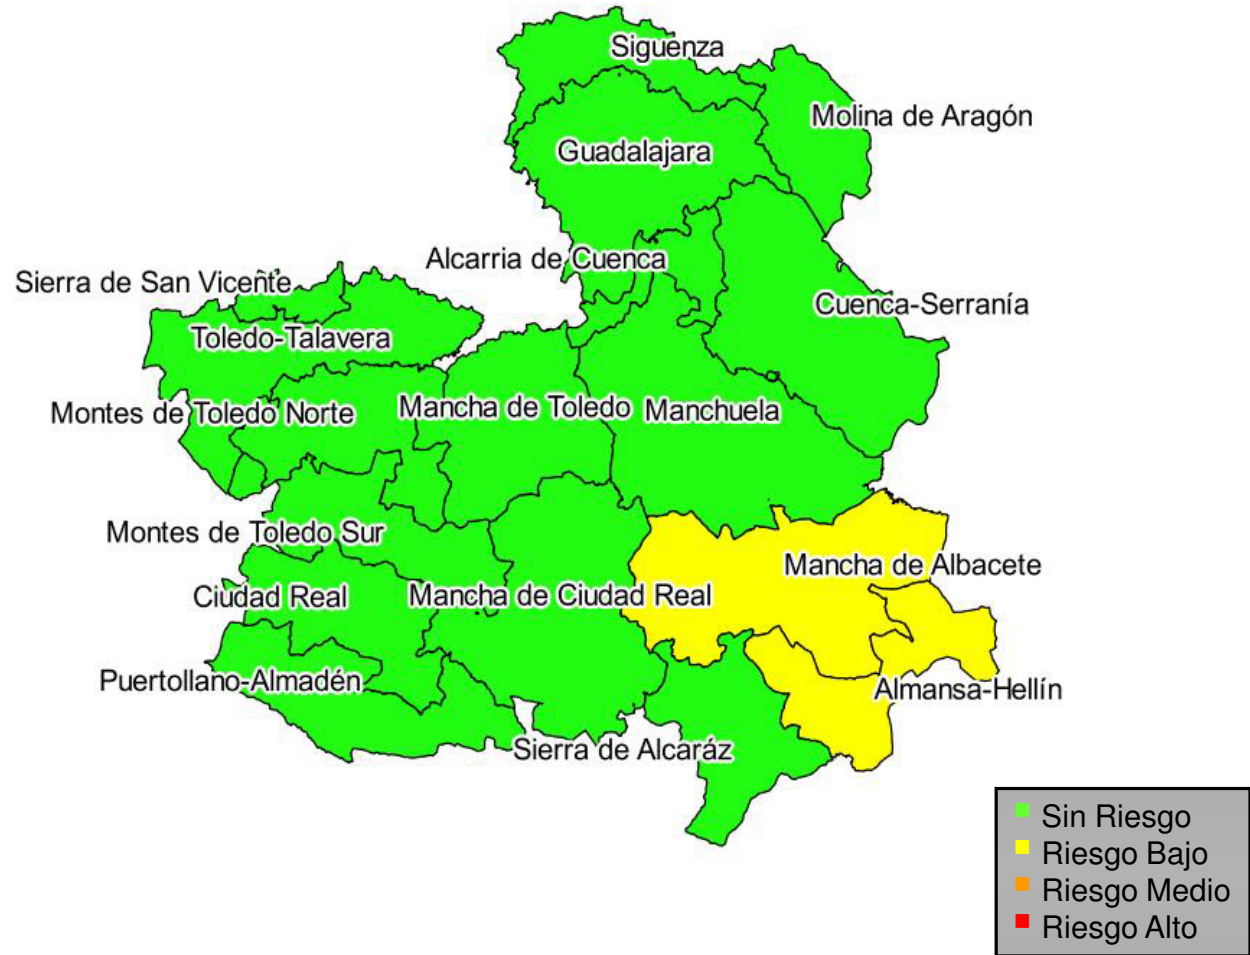 Siguenza
Molina de Aragón
Guadalajara
Alcarria de Cuenca
Sierra de San Vicente
Cuenca-Serranía
Toledo-Talavera
Montes de Toledo Norte
Mancha de Toledo
Manchuela
Montes de Toledo Sur
Mancha de Albacete
Ciudad Real
Mancha de Ciudad Real
Puertollano-Almadén
Almansa-Hellín
Sierra de Alcaráz
Sin Riesgo
Riesgo Bajo
Riesgo Medio
Riesgo Alto